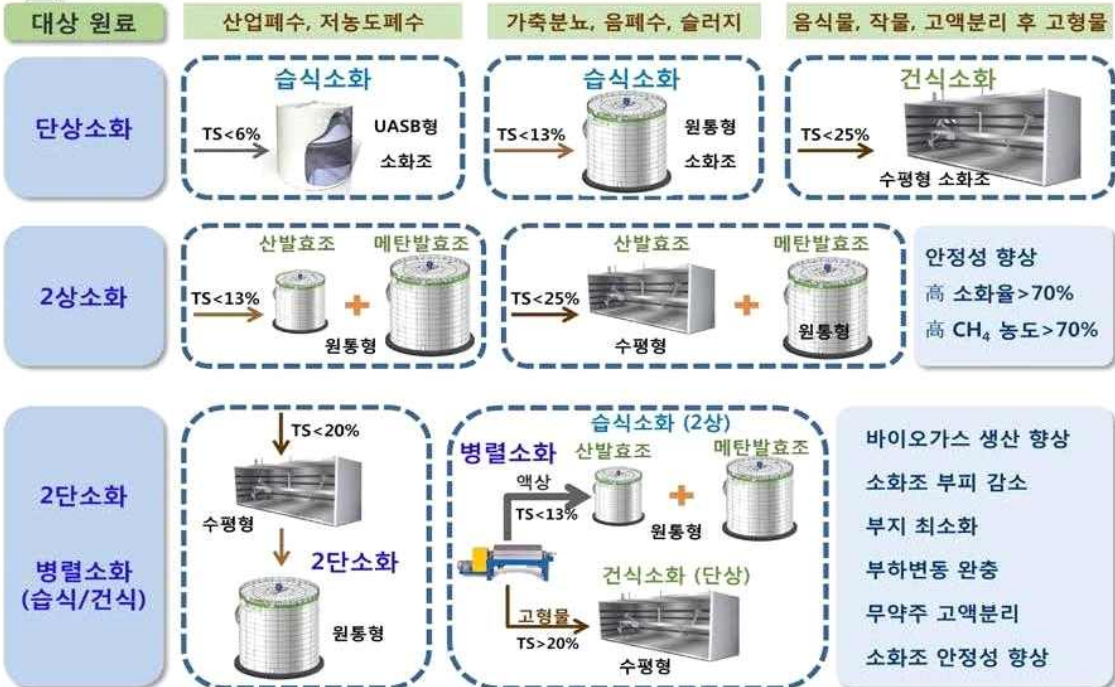 대상 원료
산업폐수, 저농도폐수
가축분뇨, 음폐수, 슬러지
음식물, 작물, 고액분리 후 고형물
단상소화
습식소화
TS<6%
UASB형
소화조
습식소화
TS<13%
원통형
소화조
건식소화
TS<25%
수평형 소화조
2상소화
산발효조
메탄발효조
TS<13%
원통형
산발효조
메탄발효조
TS<25%
수평형
원통형
안정성 향상
高 소화율>70%
高 CH₄ 농도>70%
2단소화
병렬소화
(습식/건식)
TS<20%
수평형
2단소화
원통형
습식소화 (2상)
병렬소화
산발효조
메탄발효조
액상
TS<13%
원통형
건식소화 (단상)
고형물
TS>20%
수평형
바이오가스 생산 향상
소화조 부피 감소
부지 최소화
부하변동 완충
무약주 고액분리
소화조 안정성 향상